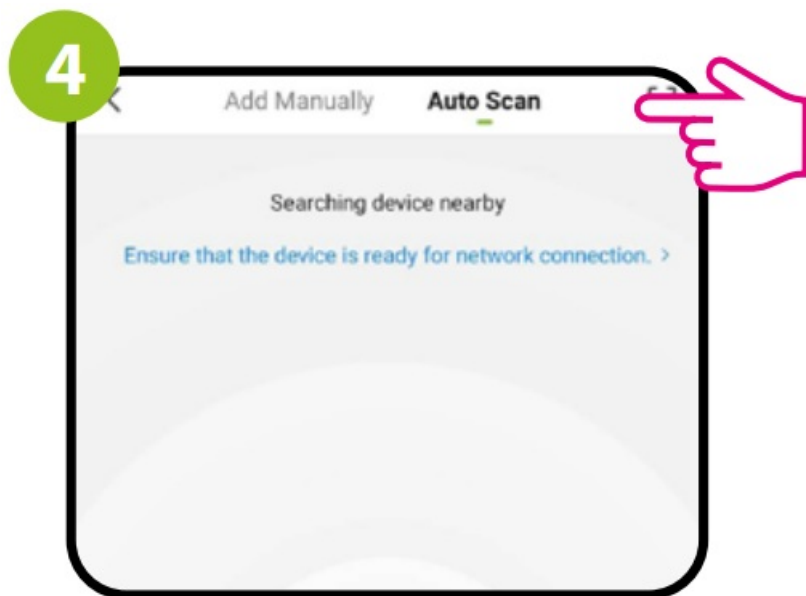 4
Add Manually Auto Scan
Searching device nearby
Ensure that the device is ready for network connection. >